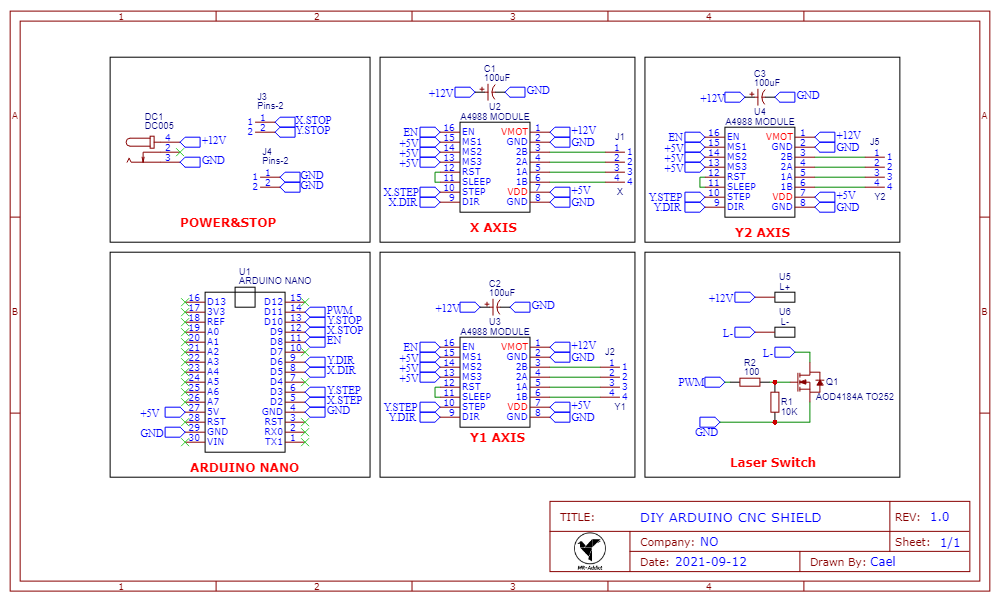 1 2 3 4
A A
B B
DC1
DC005
4 +12V
3 GND
J3
Pins-2
1 X.STOP
2 Y.STOP
J4
Pins-2
1 GND
2 GND
POWER&STOP
C1
100uF
+12V + GND
U2
A4988 MODULE
EN 16 EN VMOT 1 +12V
+5V 15 MS1 GND 2 GND
+5V 14 MS2 2B 3
+5V 13 MS3 2A 4
12 RST 1A 5
11 SLEEP 1B 6
X.STEP 10 STEP VDD 7 +5V
X.DIR 9 DIR GND 8 GND
J1
1 1
2 2
3 3
4 4
X
X AXIS
C3
100uF
+12V + GND
U4
A4988 MODULE
EN 16 EN VMOT 1 +12V
+5V 15 MS1 GND 2 GND
+5V 14 MS2 2B 3
+5V 13 MS3 2A 4
12 RST 1A 5
11 SLEEP 1B 6
Y.STEP 10 STEP VDD 7 +5V
Y.DIR 9 DIR GND 8 GND
J5
1 1
2 2
3 3
4 4
Y2
Y2 AXIS
U1
ARDUINO NANO
16 D13 D12 15
17 3V3 D11 14 PWM
18 REF D10 13 Y.STOP
19 A0 D9 12 X.STOP
20 A1 D8 11 EN
21 A2 D7 10
22 A3 D6 9 Y.DIR
23 A4 D5 8 X.DIR
24 A5 D4 7
25 A6 D3 6 Y.STEP
26 A7 D2 5 X.STEP
+5V 27 5V GND 4 GND
28 RST RST 3
GND 29 GND RX0 2
30 VIN TX1 1
ARDUINO NANO
C2
100uF
+12V + GND
U3
A4988 MODULE
EN 16 EN VMOT 1 +12V
+5V 15 MS1 GND 2 GND
+5V 14 MS2 2B 3
+5V 13 MS3 2A 4
12 RST 1A 5
11 SLEEP 1B 6
Y.STEP 10 STEP VDD 7 +5V
Y.DIR 9 DIR GND 8 GND
J2
1 1
2 2
3 3
4 4
Y1
Y1 AXIS
U5
L+
+12V
U6
L-
L-
L-
R2
100
PWM
Q1
AOD4184A TO252
R1
10K
GND
Laser Switch
TITLE: DIY ARDUINO CNC SHIELD REV: 1.0
Mr-Addict
Company: NO Sheet: 1/1
Date: 2021-09-12 Drawn By: Cael
1 2 3 4